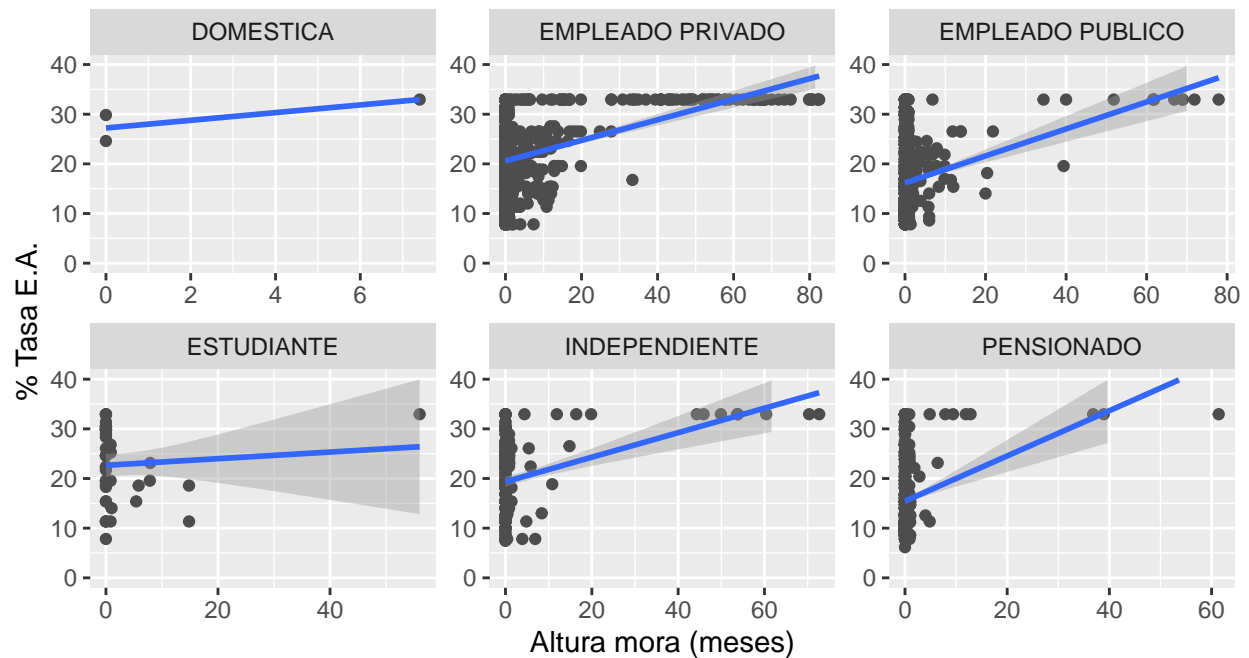 DOMESTICA
EMPLEADO PRIVADO
EMPLEADO PUBLICO
40
30
20
10
0
0 2 4 6
40
30
20
10
0
0 20 40 60 80
40
30
20
10
0
0 20 40 60 80
ESTUDIANTE
INDEPENDIENTE
PENSIONADO
40
30
20
10
0
0 20 40
40
30
20
10
0
0 20 40 60
40
30
20
10
0
0 20 40 60
% Tasa E.A.
Altura mora (meses)